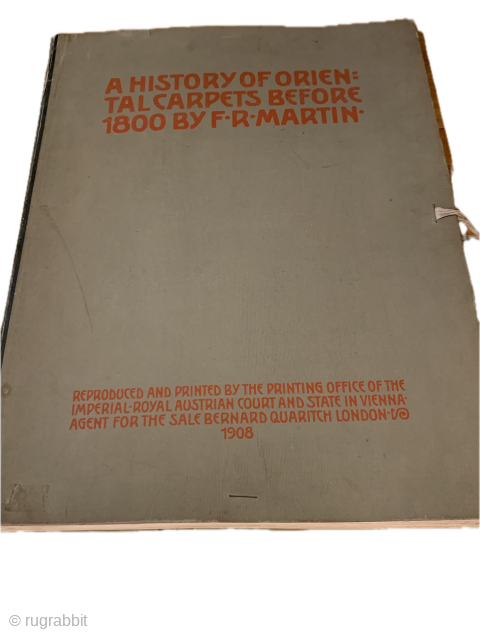 A HISTORY OF ORIEN:
TAL CARPETS BEFORE
1800 BY F·R·MARTIN·
REPRODUCED AND PRINTED BY THE PRINTING OFFICE OF THE
IMPERIAL-ROYAL AUSTRIAN COURT AND STATE IN VIENNA·
AGENT FOR THE SALE BERNARD QUARITCH LONDON·
1908
© rugrabbit